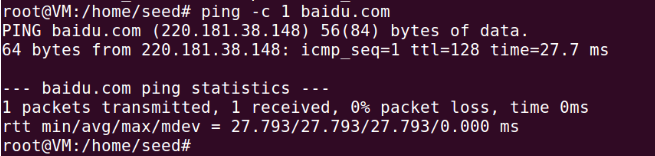 root@VM:/home/seed# ping -c 1 baidu.com
PING baidu.com (220.181.38.148) 56(84) bytes of data.
64 bytes from 220.181.38.148: icmp_seq=1 ttl=128 time=27.7 ms

--- baidu.com ping statistics ---
1 packets transmitted, 1 received, 0% packet loss, time 0ms
rtt min/avg/max/mdev = 27.793/27.793/27.793/0.000 ms
root@VM:/home/seed#